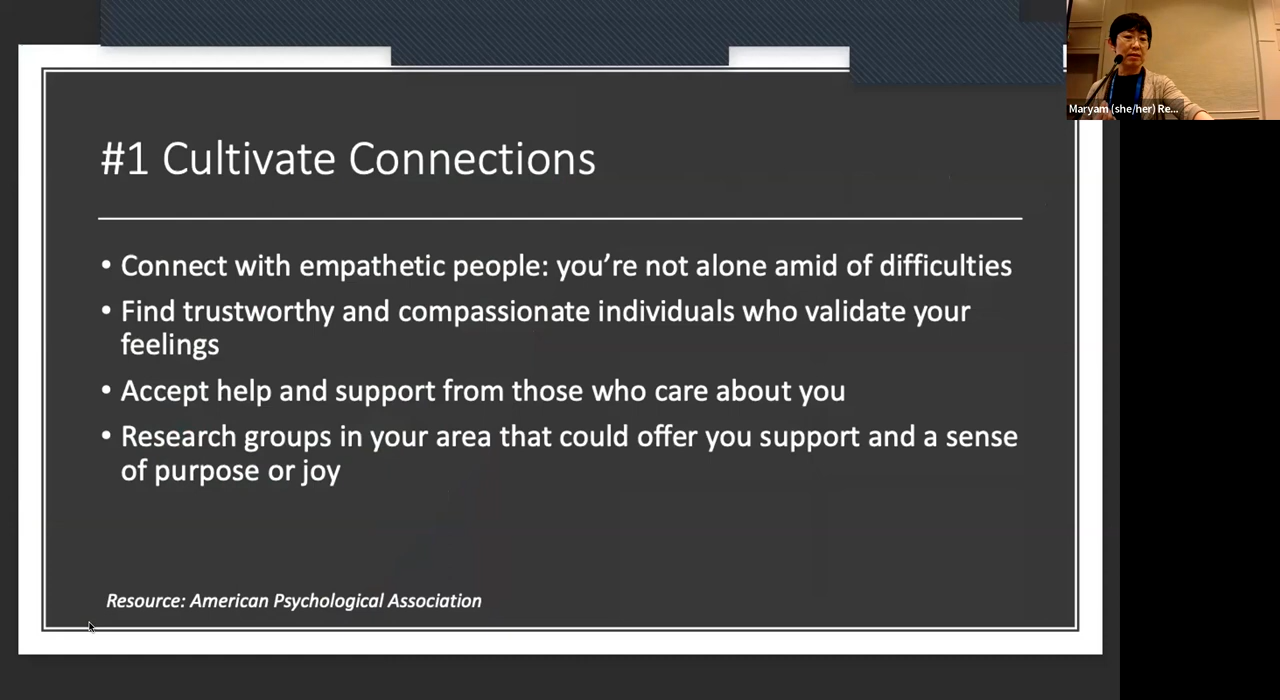 Maryam (she/her) Re...
#1 Cultivate Connections
• Connect with empathetic people: you’re not alone amid of difficulties
• Find trustworthy and compassionate individuals who validate your
feelings
• Accept help and support from those who care about you
• Research groups in your area that could offer you support and a sense
of purpose or joy
Resource: American Psychological Association